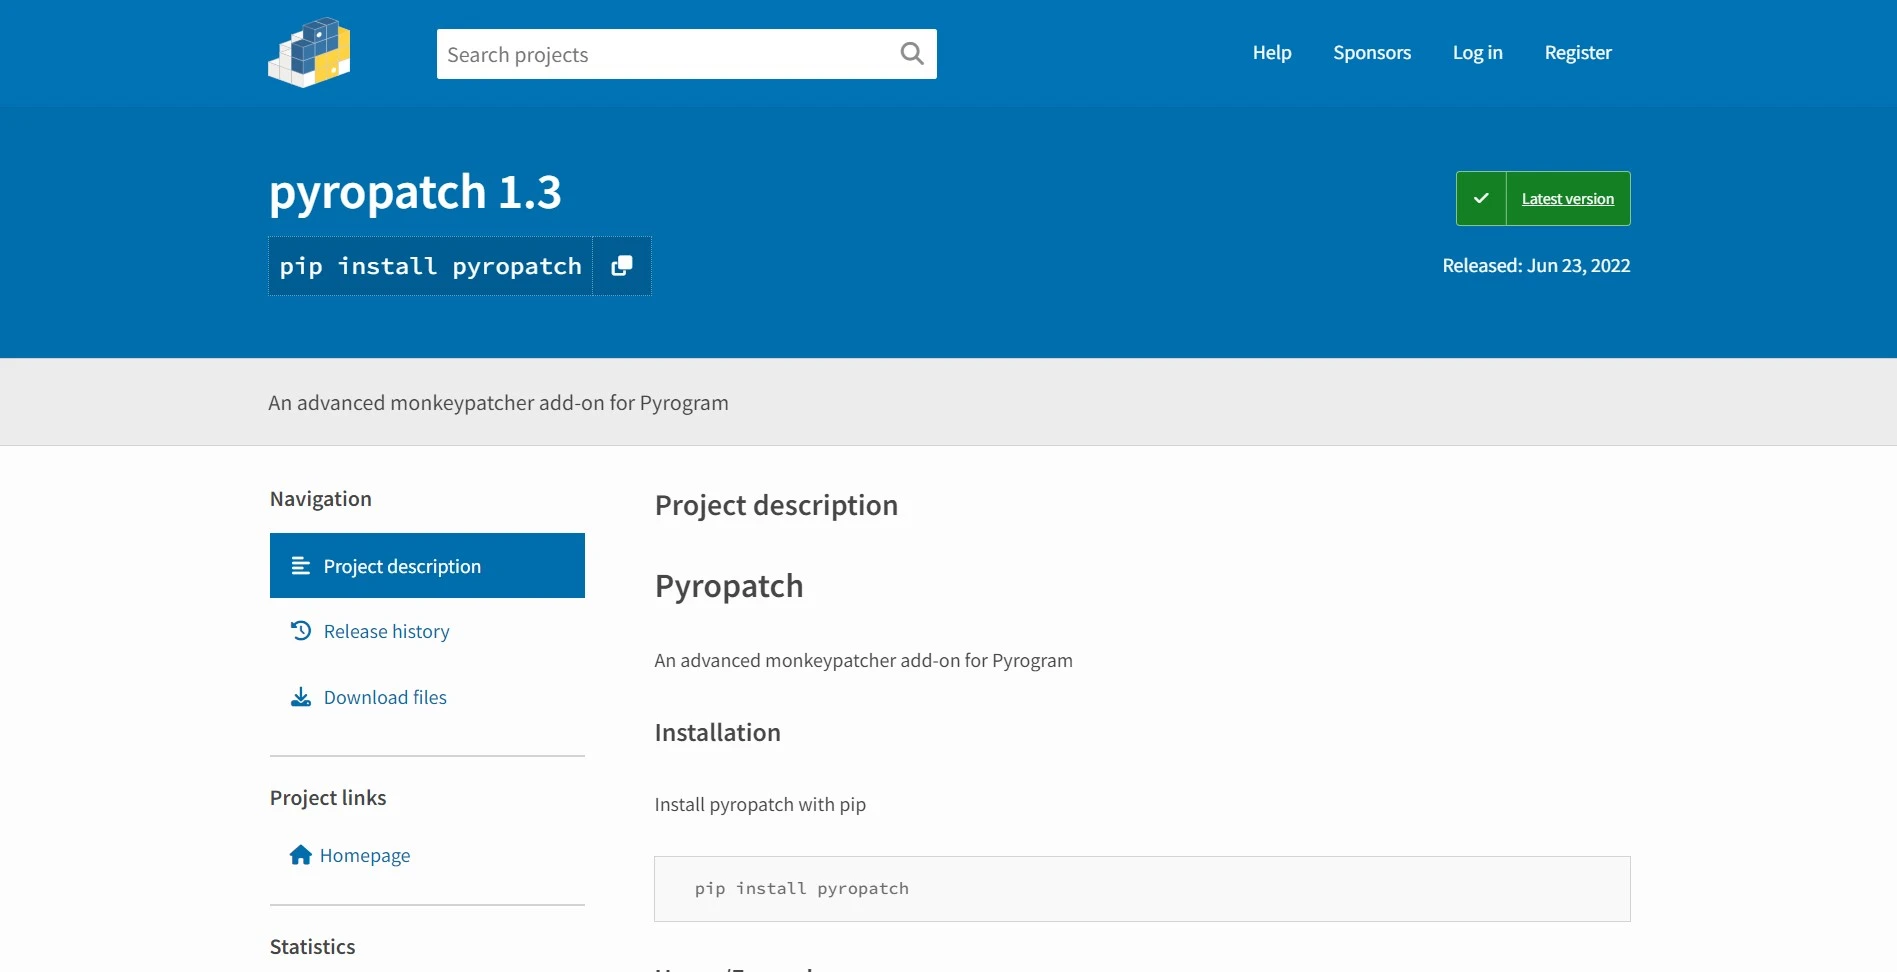 Search projects
Help
Sponsors
Log in
Register
pyropatch 1.3
pip install pyropatch
Latest version
Released: Jun 23, 2022
An advanced monkeypatcher add-on for Pyrogram
Navigation
Project description
Release history
Download files
Project links
Homepage
Statistics
Project description
Pyropatch
An advanced monkeypatcher add-on for Pyrogram
Installation
Install pyropatch with pip
pip install pyropatch